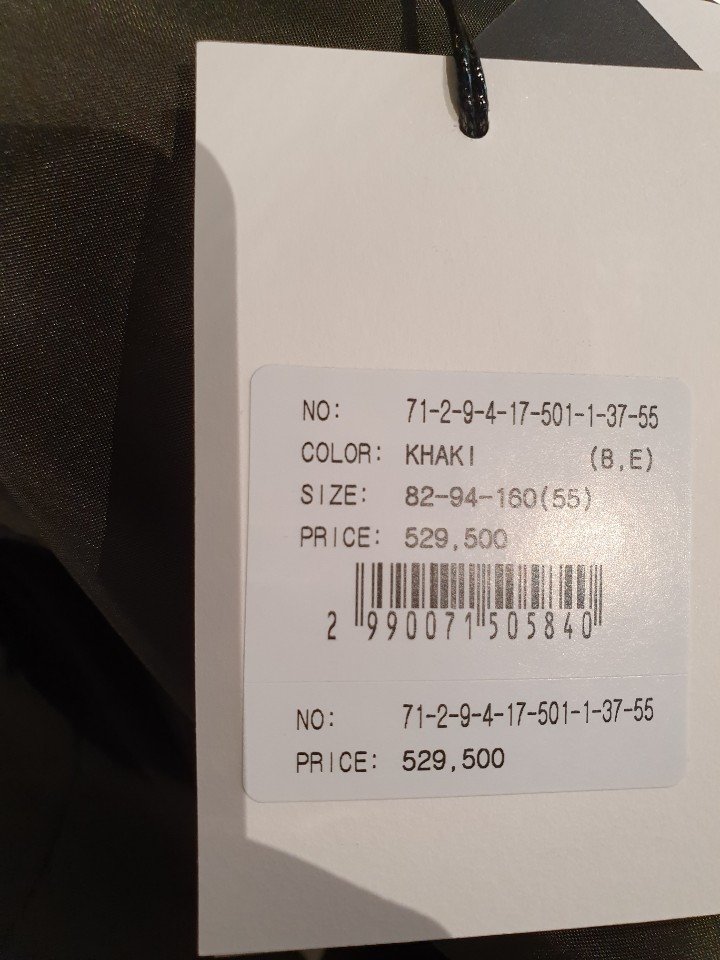 NO: 71-2-9-4-17-501-1-37-55
COLOR: KHAKI (B,E)
SIZE: 82-94-160(55)
PRICE: 529,500
2 990071 505840
NO: 71-2-9-4-17-501-1-37-55
PRICE: 529,500